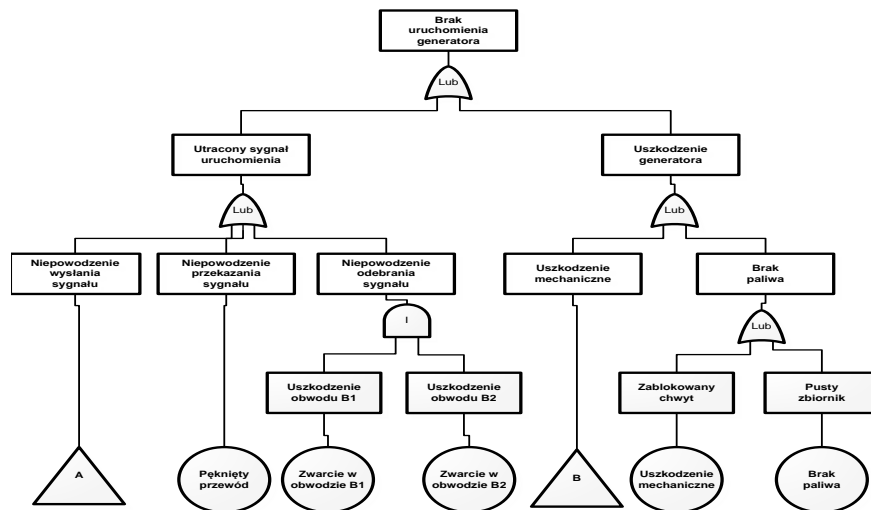 Brak
uruchomienia
generatora
Lub
Utracony sygnał
uruchomienia
Uszkodzenie
generatora
Lub
Lub
Niepowodzenie
wysłania
sygnału
Niepowodzenie
przekazania
sygnału
Niepowodzenie
odebrania
sygnału
Uszkodzenie
mechaniczne
Brak
paliwa
I
Lub
Uszkodzenie
obwodu B1
Uszkodzenie
obwodu B2
Zablokowany
chwyt
Pusty
zbiornik
A
Pęknięty
przewód
Zwarcie w
obwodzie B1
Zwarcie w
obwodzie B2
B
Uszkodzenie
mechaniczne
Brak
paliwa